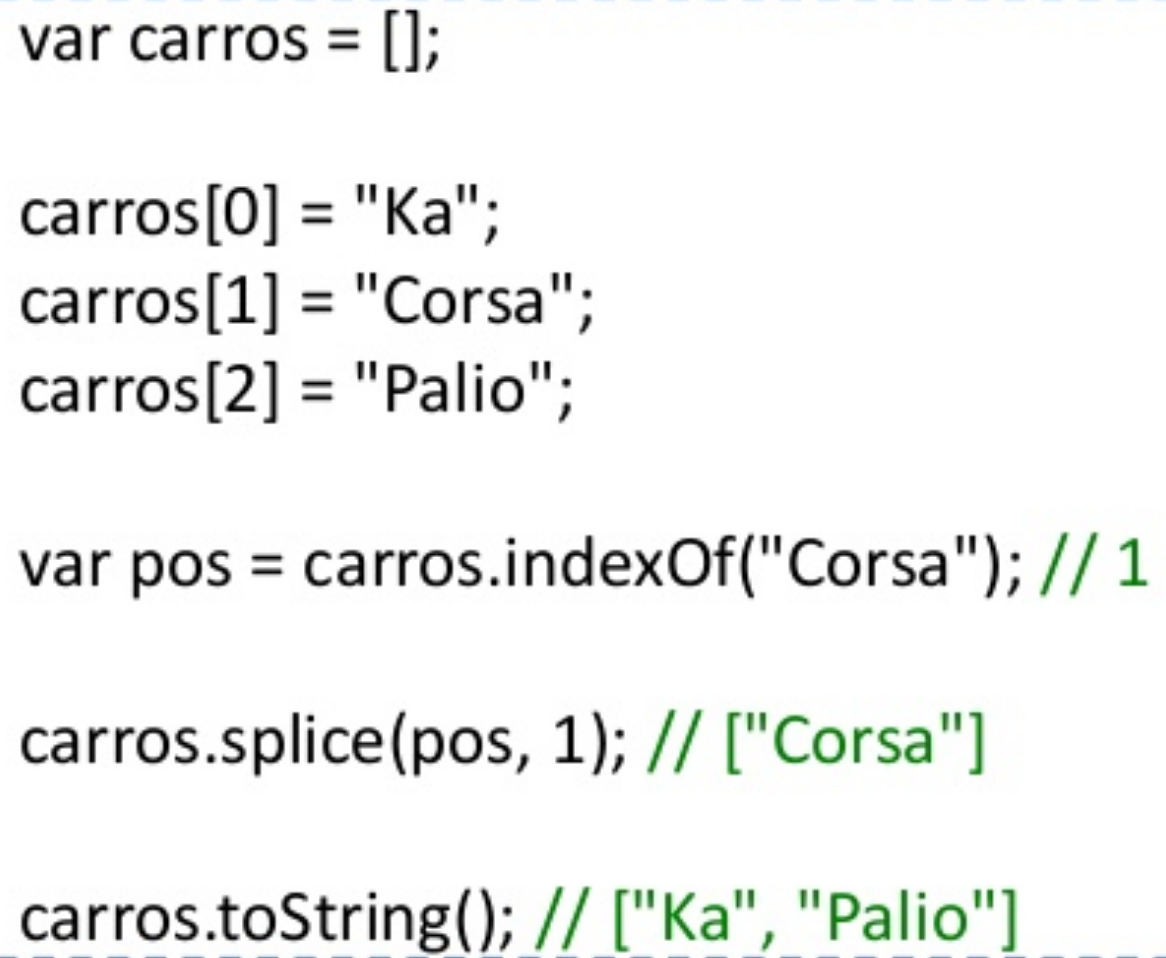 var carros = [];
carros[0] = "Ka";
carros[1] = "Corsa";
carros[2] = "Palio";
var pos = carros.indexOf("Corsa"); // 1
carros.splice(pos, 1); // ["Corsa"]
carros.toString(); // ["Ka", "Palio"]